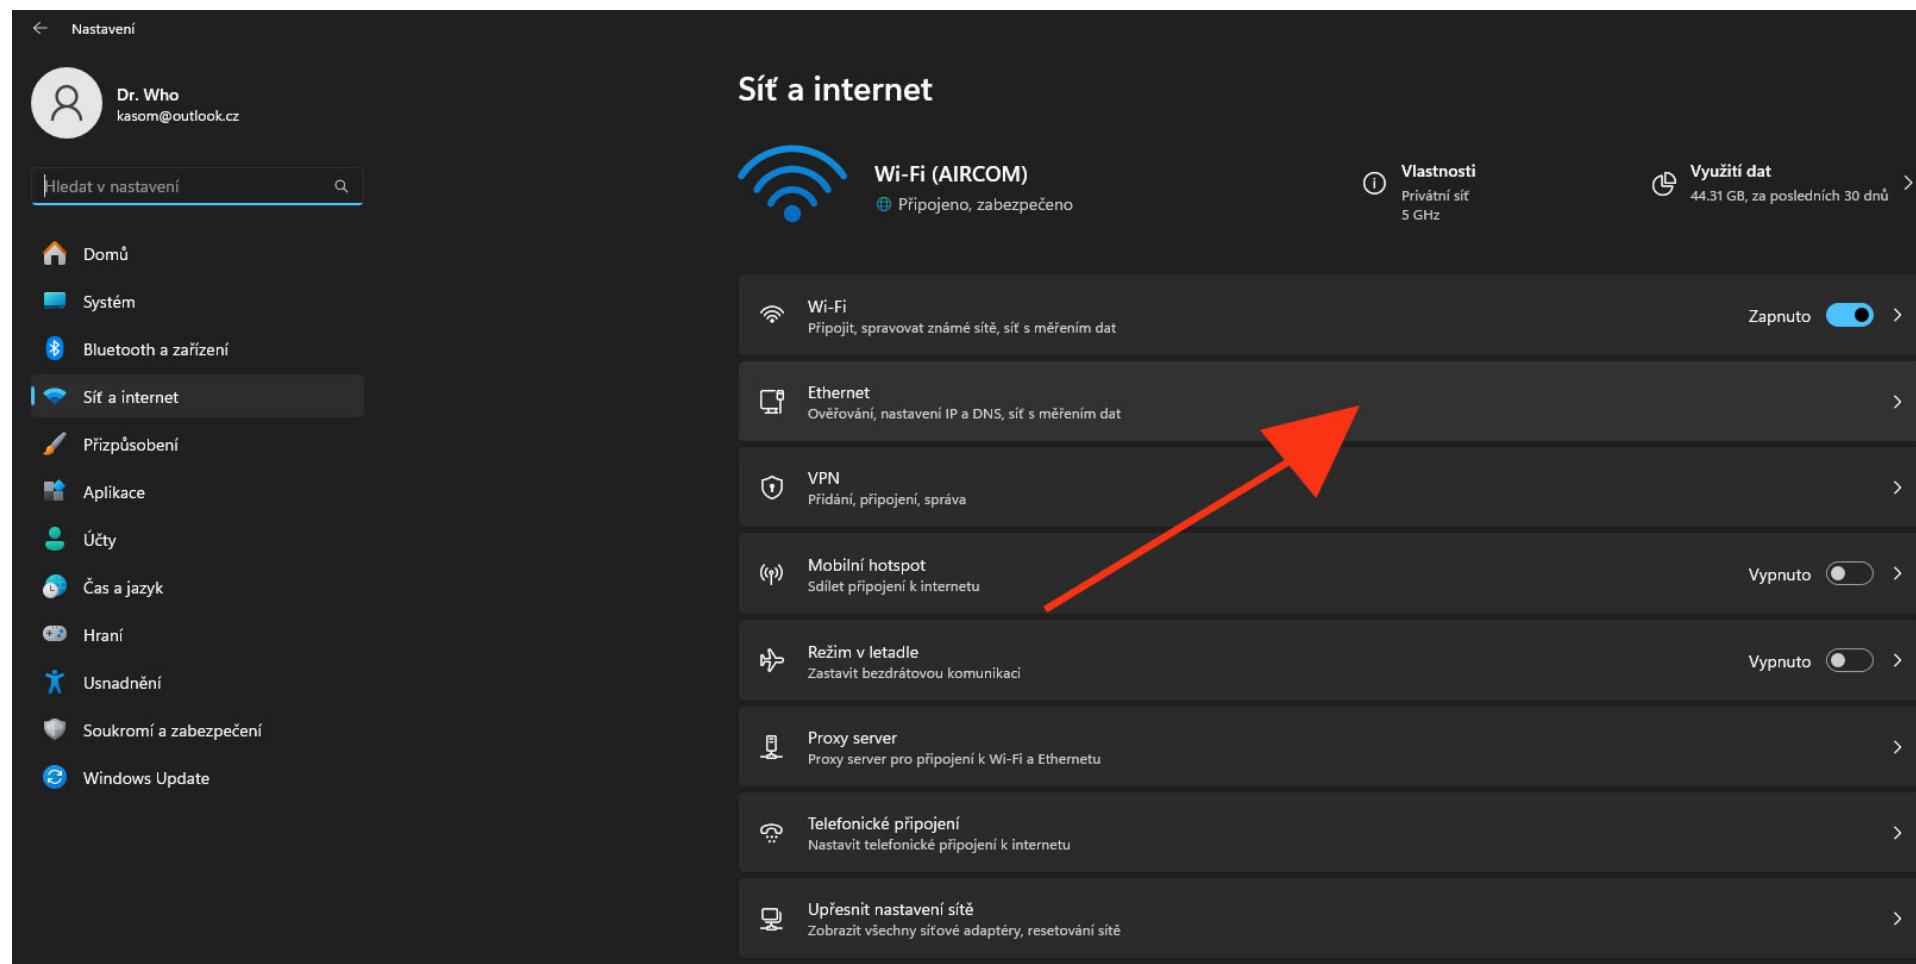 Nastavení
Dr. Who
kasom@outlook.cz
Hledat v nastavení
Domů
Systém
Bluetooth a zařízení
Síť a internet
Přizpůsobení
Aplikace
Účty
Čas a jazyk
Hraní
Usnadnění
Soukromí a zabezpečení
Windows Update
Síť a internet
Wi-Fi (AIRCOM)
Připojeno, zabezpečeno
Vlastnosti
Privátní síť
5 GHz
Využití dat
44.31 GB, za posledních 30 dnů
Wi-Fi
Připojit, spravovat známé sítě, síť s měřením dat
Zapnuto
Ethernet
Ověřování, nastavení IP a DNS, síť s měřením dat
VPN
Přidání, připojení, správa
Mobilní hotspot
Sdílet připojení k internetu
Vypnuto
Režim v letadle
Zastavit bezdrátovou komunikaci
Vypnuto
Proxy server
Proxy server pro připojení k Wi-Fi a Ethernetu
Telefonické připojení
Nastavit telefonické připojení k internetu
Upřesnit nastavení sítě
Zobrazit všechny síťové adaptéry, resetování sítě